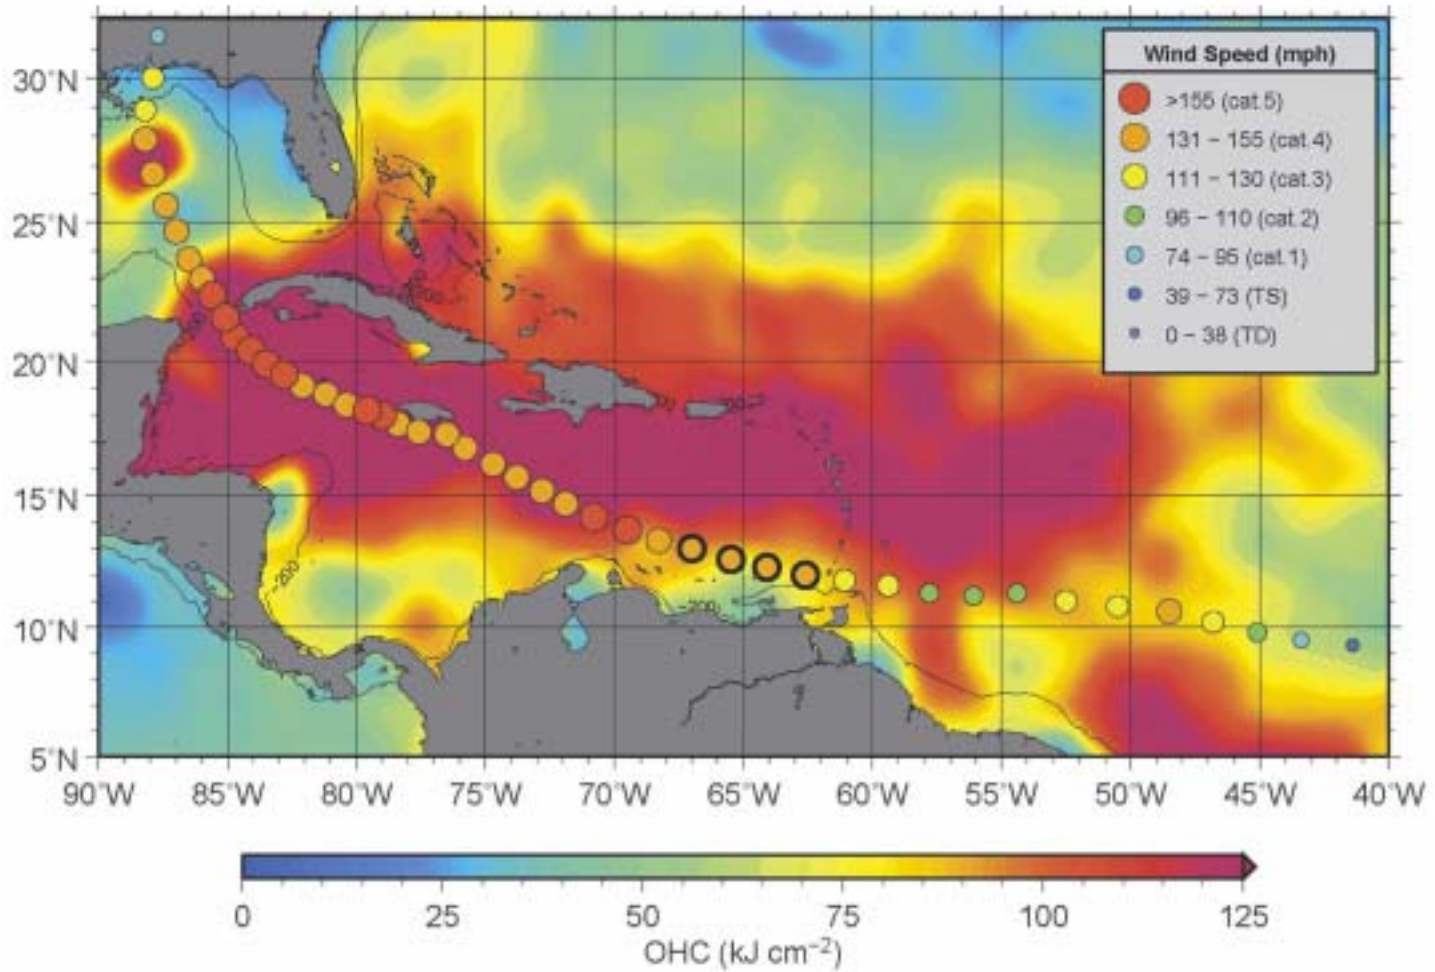 Wind Speed (mph)
>155 (cat.5)
131 – 155 (cat.4)
111 – 130 (cat.3)
96 – 110 (cat.2)
74 – 95 (cat.1)
39 – 73 (TS)
0 – 38 (TD)
30°N
25°N
20°N
15°N
10°N
5°N
200
90°W 85°W 80°W 75°W 70°W 65°W 60°W 55°W 50°W 45°W 40°W
0 25 50 75 100 125
OHC (kJ cm⁻²)